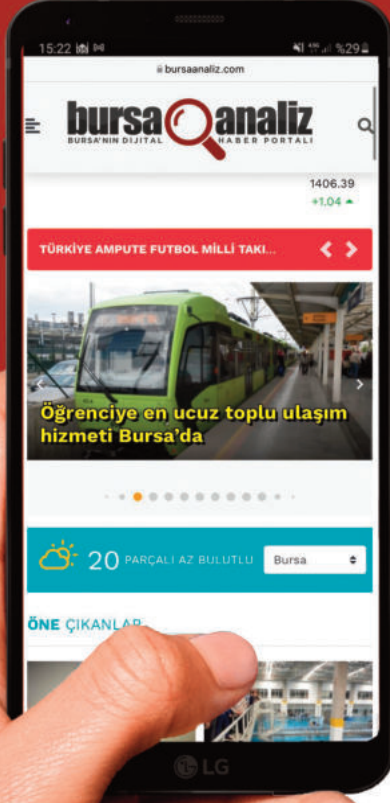 15:22
%29
bursaanaliz.com
bursa analiz
BURSA'NIN DİJİTAL HABER PORTALI
1406.39
+1.04
TÜRKİYE AMPUTE FUTBOL MİLLİ TAKI...
Öğrenciye en ucuz toplu ulaşım
hizmeti Bursa'da
20 PARÇALI AZ BULUTLU Bursa
ÖNE ÇIKANLAR
LG